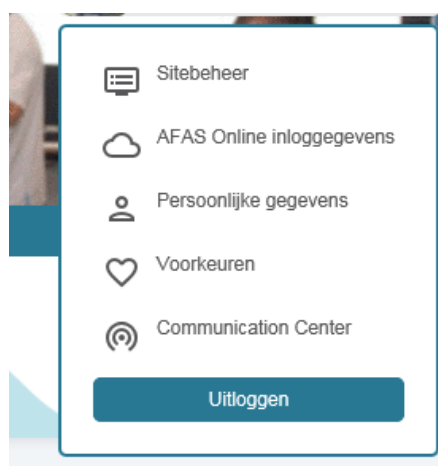 Sitebeheer
AFAS Online inloggegevens
Persoonlijke gegevens
Voorkeuren
Communication Center
Uitloggen